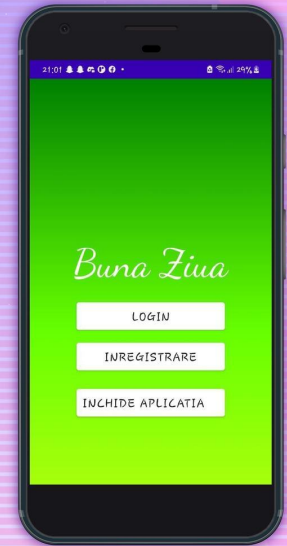 21:01
29%
Buna Ziua
LOGIN
INREGISTRARE
INCHIDE APLICATIA